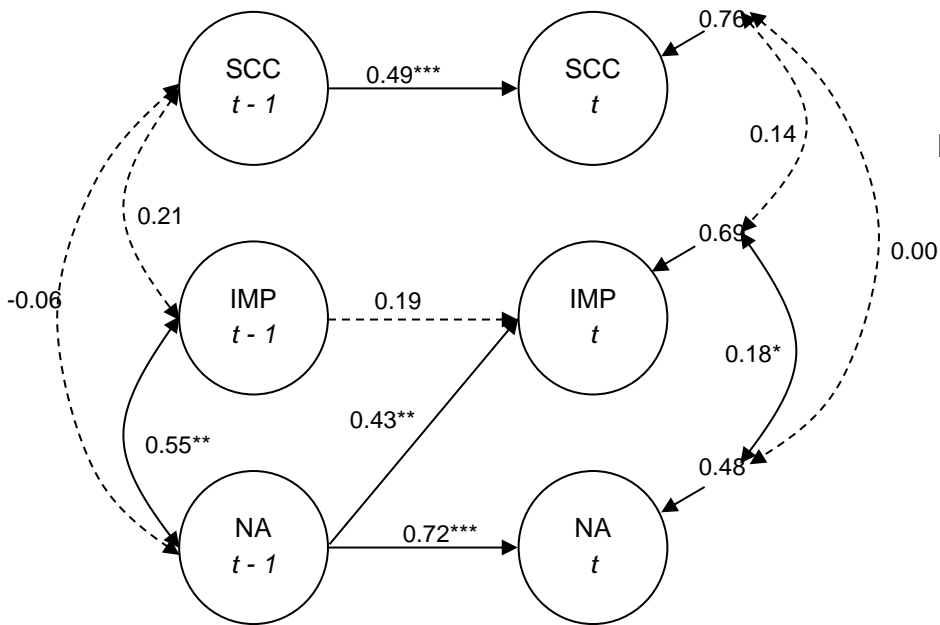 0.76
SCC
t - 1
0.49***
SCC
t
0.14
0.21
0.69
0.00
-0.06
IMP
t - 1
0.19
IMP
t
0.18*
0.43**
0.55**
0.48
NA
t - 1
0.72***
NA
t